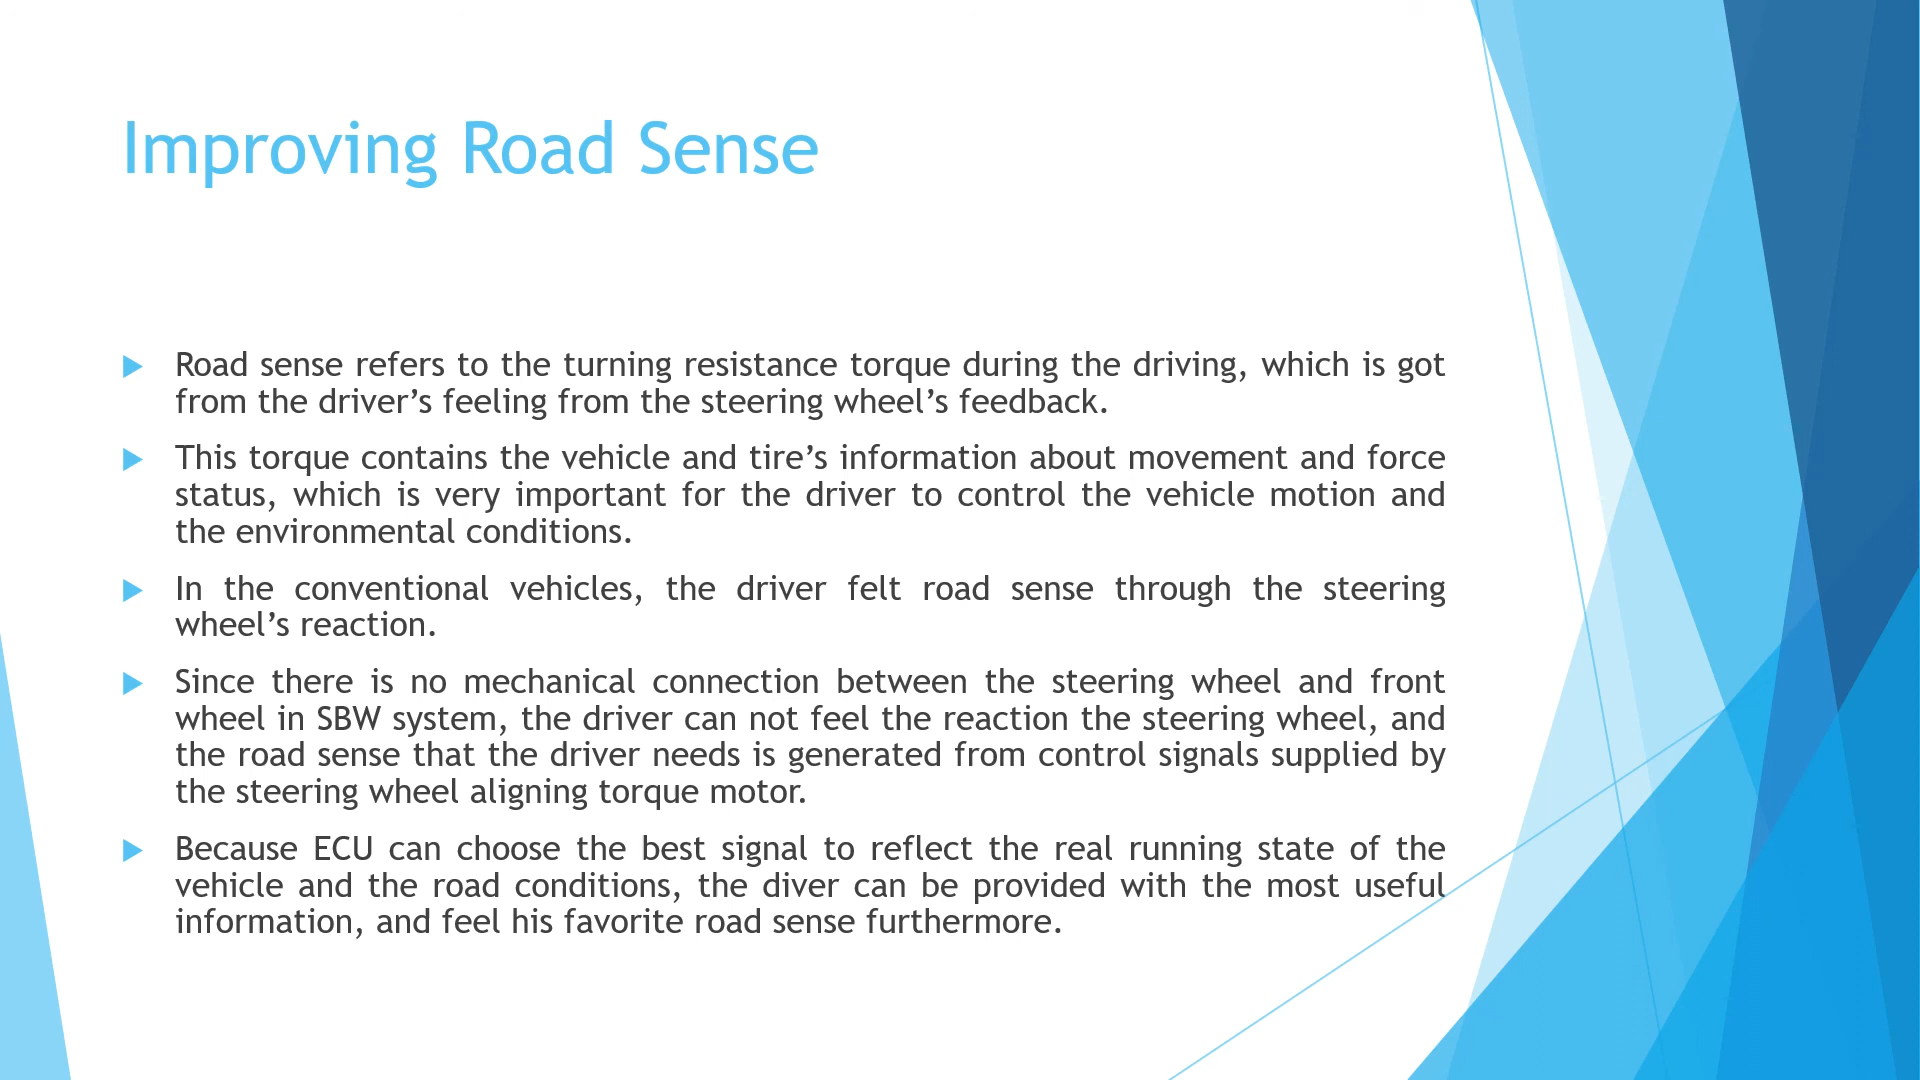 Improving Road Sense
Road sense refers to the turning resistance torque during the driving, which is got
from the driver’s feeling from the steering wheel’s feedback.
This torque contains the vehicle and tire’s information about movement and force
status, which is very important for the driver to control the vehicle motion and
the environmental conditions.
In the conventional vehicles, the driver felt road sense through the steering
wheel’s reaction.
Since there is no mechanical connection between the steering wheel and front
wheel in SBW system, the driver can not feel the reaction the steering wheel, and
the road sense that the driver needs is generated from control signals supplied by
the steering wheel aligning torque motor.
Because ECU can choose the best signal to reflect the real running state of the
vehicle and the road conditions, the diver can be provided with the most useful
information, and feel his favorite road sense furthermore.